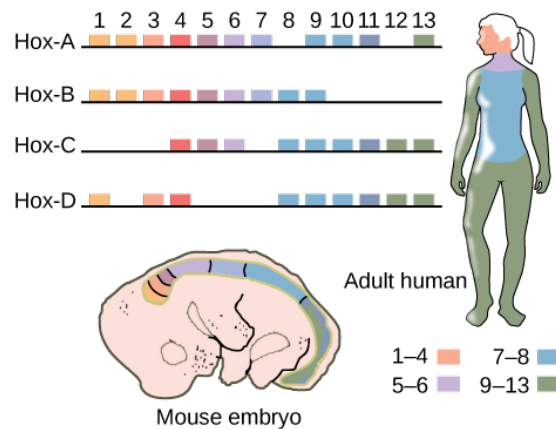 1 2 3 4 5 6 7 8 9 10 11 12 13
Hox-A
Hox-B
Hox-C
Hox-D
Adult human
1–4 7–8
5–6 9–13
Mouse embryo